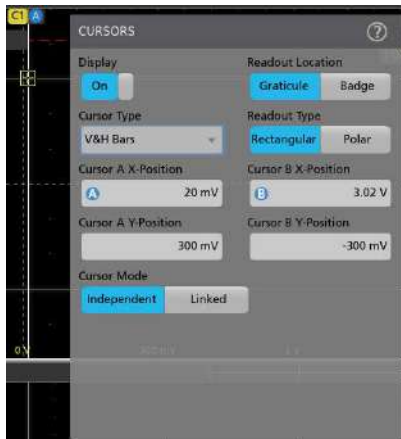 C1 A
CURSORS ?
Display Readout Location
On Graticule Badge
Cursor Type Readout Type
V&H Bars Rectangular Polar
Cursor A X-Position Cursor B X-Position
A 20 mV B 3.02 V
Cursor A Y-Position Cursor B Y-Position
300 mV -300 mV
Cursor Mode
Independent Linked
0 V